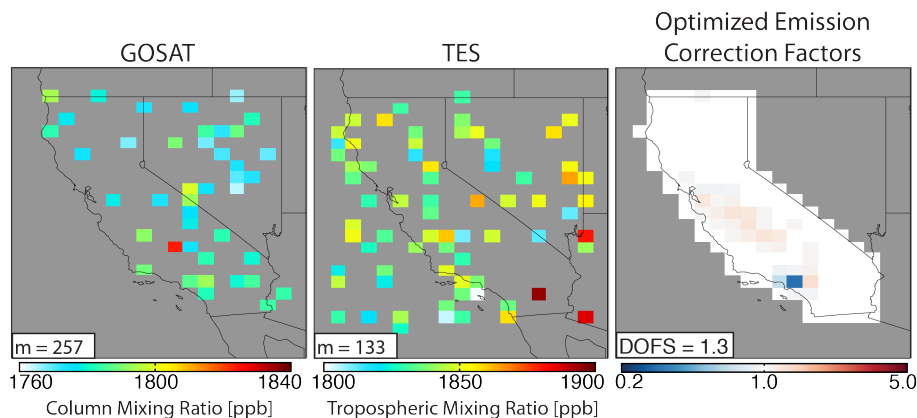 GOSAT
TES
Optimized Emission
Correction Factors
m = 257
m = 133
DOFS = 1.3
1760
1800
1840
1800
1850
1900
0.2
1.0
5.0
Column Mixing Ratio [ppb]
Tropospheric Mixing Ratio [ppb]